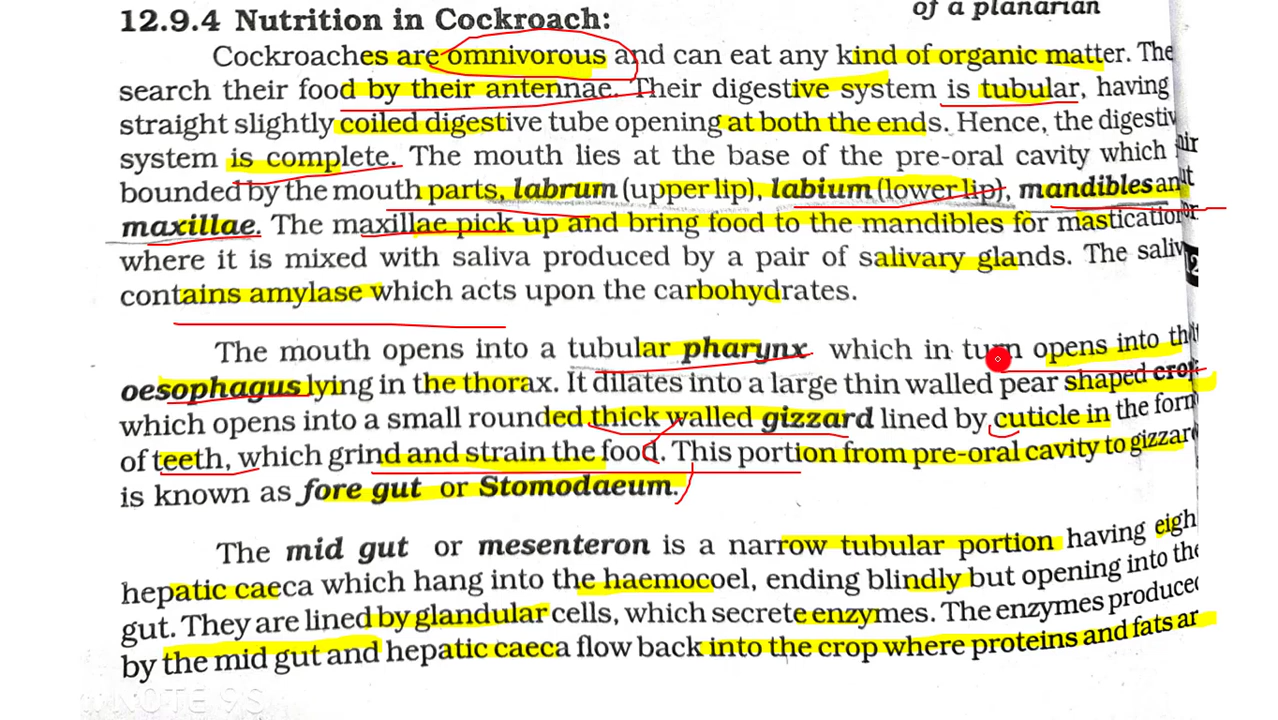 of a planarian
12.9.4 Nutrition in Cockroach:
Cockroaches are omnivorous and can eat any kind of organic matter. The
search their food by their antennae. Their digestive system is tubular, having
straight slightly coiled digestive tube opening at both the ends. Hence, the digestiv
system is complete. The mouth lies at the base of the pre-oral cavity which
bounded by the mouth parts, labrum (upper lip), labium (lower lip), mandibles an
maxillae. The maxillae pick up and bring food to the mandibles for mastication
where it is mixed with saliva produced by a pair of salivary glands. The saliv
contains amylase which acts upon the carbohydrates.
The mouth opens into a tubular pharynx which in turn opens into the
oesophagus lying in the thorax. It dilates into a large thin walled pear shaped crop
which opens into a small rounded thick walled gizzard lined by cuticle in the form
of teeth, which grind and strain the food. This portion from pre-oral cavity to gizzard
is known as fore gut or Stomodaeum.
The mid gut or mesenteron is a narrow tubular portion having eigh
hepatic caeca which hang into the haemocoel, ending blindly but opening into the
gut. They are lined by glandular cells, which secrete enzymes. The enzymes produced
by the mid gut and hepatic caeca flow back into the crop where proteins and fats ar
NOTE 9S